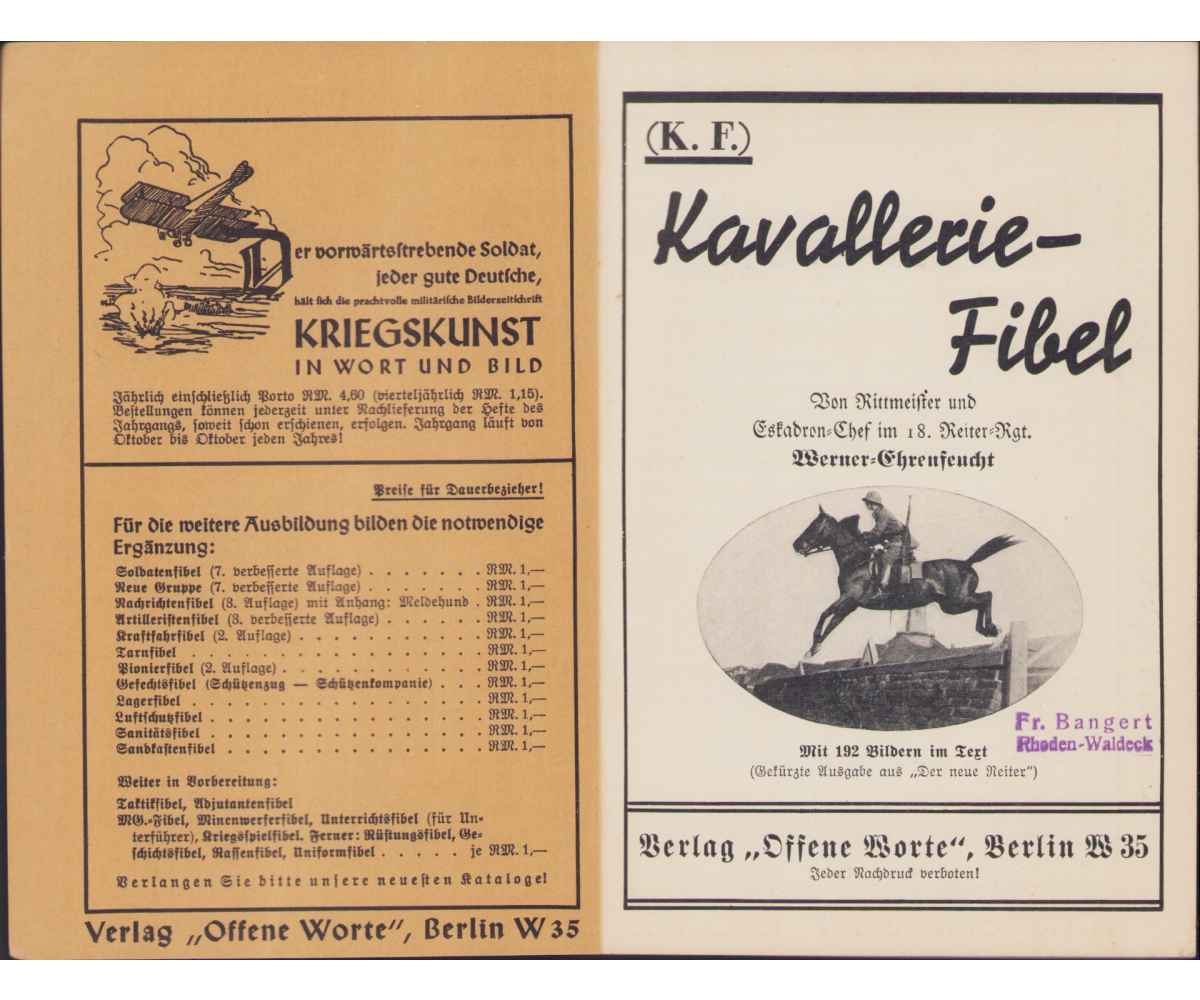 Der vorwärtsstrebende Soldat,
jeder gute Deutsche,
hält sich die prachtvolle militärische Bilderzeitschrift
KRIEGSKUNST
IN WORT UND BILD
Jährlich einschließlich Porto RM. 4,60 (vierteljährlich RM. 1,15).
Bestellungen können jederzeit unter Nachlieferung der Hefte des
Jahrgangs, soweit schon erschienen, erfolgen. Jahrgang läuft von
Oktober bis Oktober jeden Jahres!
Preise für Dauerbezieher!
Für die weitere Ausbildung bilden die notwendige
Ergänzung:
Soldatenfibel (7. verbesserte Auflage) . . . . . . . RM. 1,—
Neue Gruppe (7. verbesserte Auflage) . . . . . . . RM. 1,—
Nachrichtenfibel (3. Auflage) mit Anhang: Meldehund . RM. 1,—
Artilleristenfibel (3. verbesserte Auflage) . . . . . . RM. 1,—
Kraftfahrfibel (2. Auflage) . . . . . . . . . . . . RM. 1,—
Tarnfibel . . . . . . . . . . . . . . . . . . RM. 1,—
Pionierfibel (2. Auflage) . . . . . . . . . . . . . RM. 1,—
Gefechtsfibel (Schützenzug — Schützenkompanie) . . . RM. 1,—
Lagerfibel . . . . . . . . . . . . . . . . . . RM. 1,—
Luftschutzfibel . . . . . . . . . . . . . . . . . RM. 1,—
Sanitätsfibel . . . . . . . . . . . . . . . . . RM. 1,—
Sandkastenfibel . . . . . . . . . . . . . . . . RM. 1,—
Weiter in Vorbereitung:
Taktikfibel, Adjutantenfibel
MG.-Fibel, Minenwerferfibel, Unterrichtsfibel (für Un-
terführer), Kriegsspielfibel. Ferner: Rüstungsfibel, Ge-
schichtsfibel, Rassenfibel, Uniformfibel . . . . . je RM. 1,—
Verlangen Sie bitte unsere neuesten Kataloge!
Verlag „Offene Worte“, Berlin W 35
(K. F.)
Kavallerie-
Fibel
Von Rittmeister und
Eskadron-Chef im 18. Reiter-Rgt.
Werner-Ehrenfeucht
Fr. Bangert
Rhoden-Waldeck
Mit 192 Bildern im Text
(Gekürzte Ausgabe aus „Der neue Reiter“)
Verlag „Offene Worte“, Berlin W 35
Jeder Nachdruck verboten!